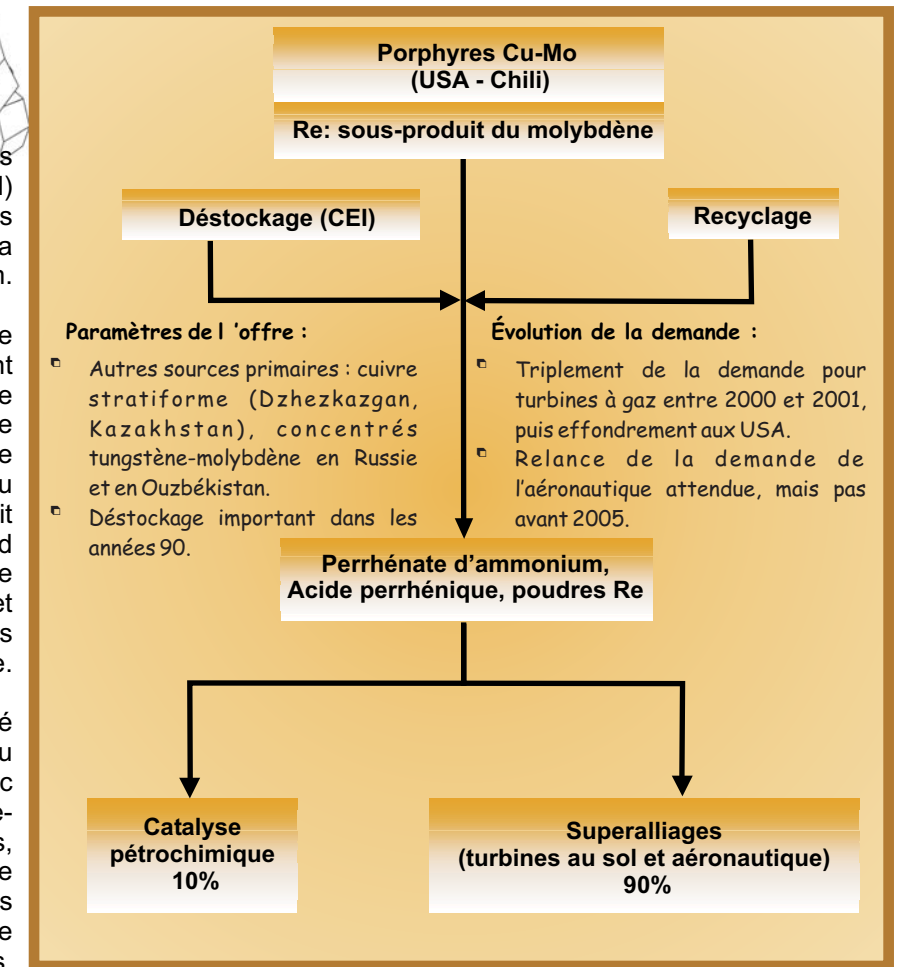 s
)
s
a
n.
e
nt
e
e
e
u
it
d
e
et
s
e.
é
u
c
e-
s,
e
s
e
s.
Porphyres Cu-Mo
(USA - Chili)
Re: sous-produit du molybdène
Déstockage (CEI)
Recyclage
Paramètres de l 'offre :
Autres sources primaires : cuivre
stratiforme (Dzhezkazgan,
Kazakhstan), concentrés
tungstène-molybdène en Russie
et en Ouzbékistan.
Déstockage important dans les
années 90.
Évolution de la demande :
Triplement de la demande pour
turbines à gaz entre 2000 et 2001,
puis effondrement aux USA.
Relance de la demande de
l'aéronautique attendue, mais pas
avant 2005.
Perrhénate d'ammonium,
Acide perrhénique, poudres Re
Catalyse
pétrochimique
10%
Superalliages
(turbines au sol et aéronautique)
90%